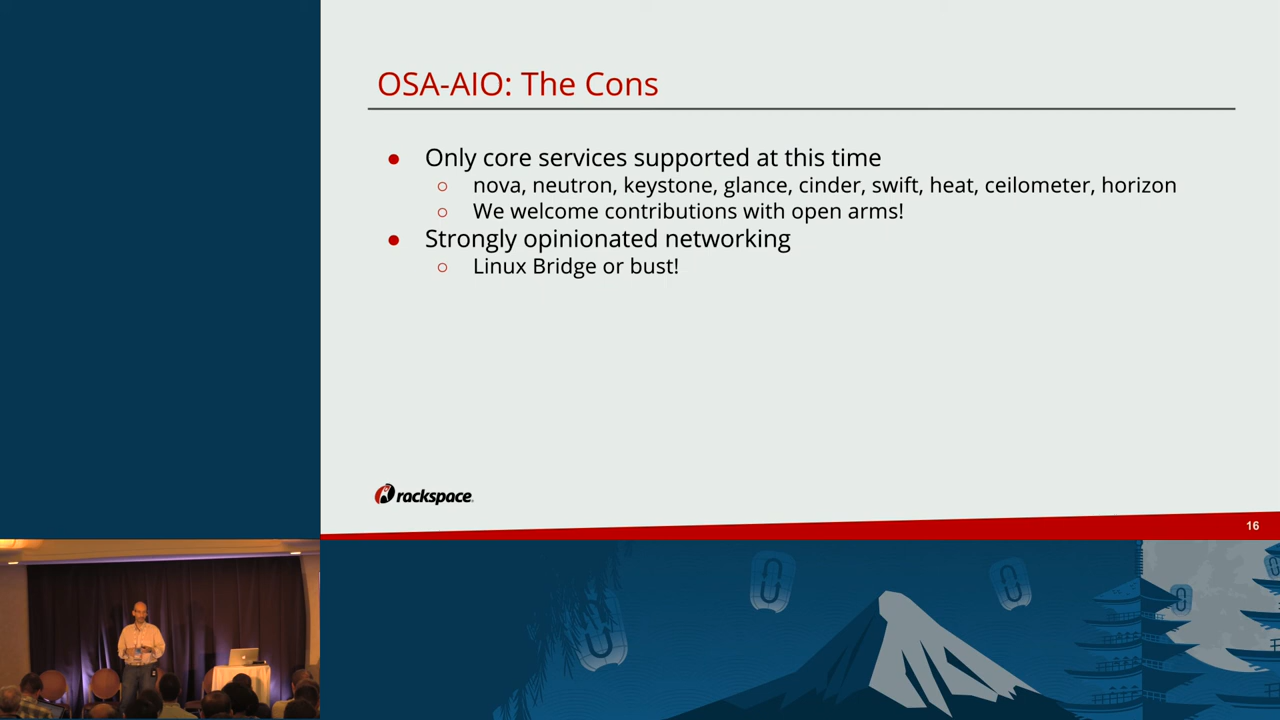 OSA-AIO: The Cons
● Only core services supported at this time
○ nova, neutron, keystone, glance, cinder, swift, heat, ceilometer, horizon
○ We welcome contributions with open arms!
● Strongly opinionated networking
○ Linux Bridge or bust!
rackspace.
16